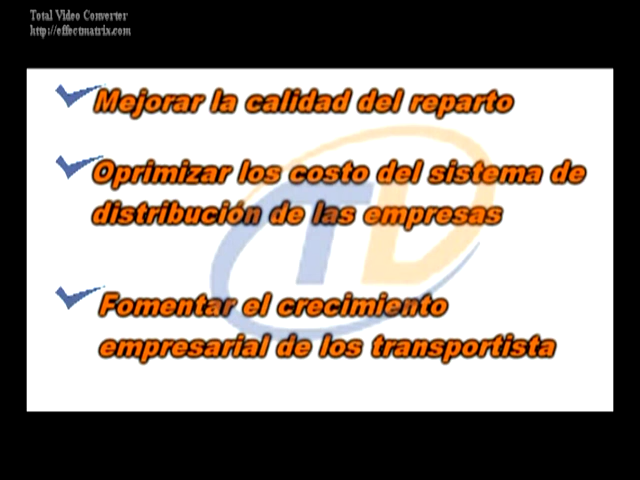 Total Video Converter
http://effectmatrix.com
Mejorar la calidad del reparto
Oprimizar los costo del sistema de
distribución de las empresas
Fomentar el crecimiento
empresarial de los transportista
TD